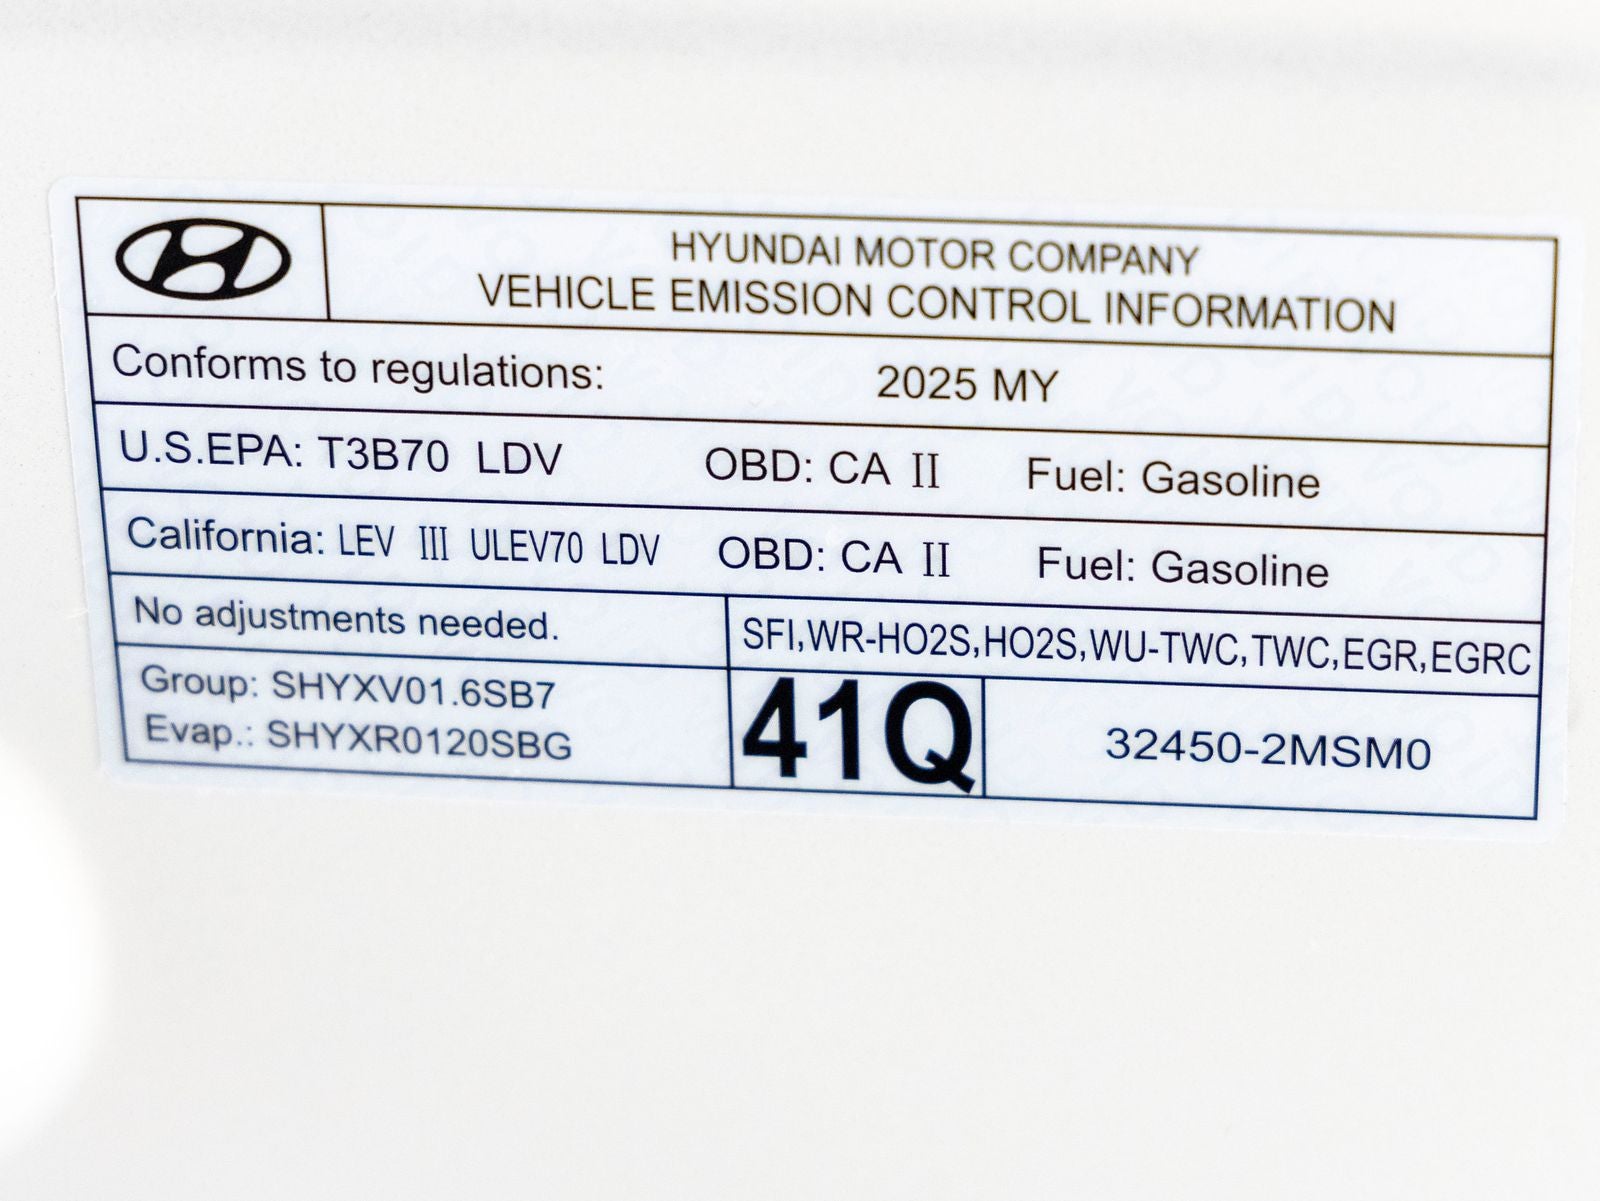 HYUNDAI MOTOR COMPANY
VEHICLE EMISSION CONTROL INFORMATION
Conforms to regulations: 2025 MY
U.S.EPA: T3B70 LDV OBD: CA II Fuel: Gasoline
California: LEV III ULEV70 LDV OBD: CA II Fuel: Gasoline
No adjustments needed.
SFI,WR-HO2S,HO2S,WU-TWC,TWC,EGR,EGRC
Group: SHYXV01.6SB7
Evap.: SHYXR0120SBG
41Q
32450-2MSM0